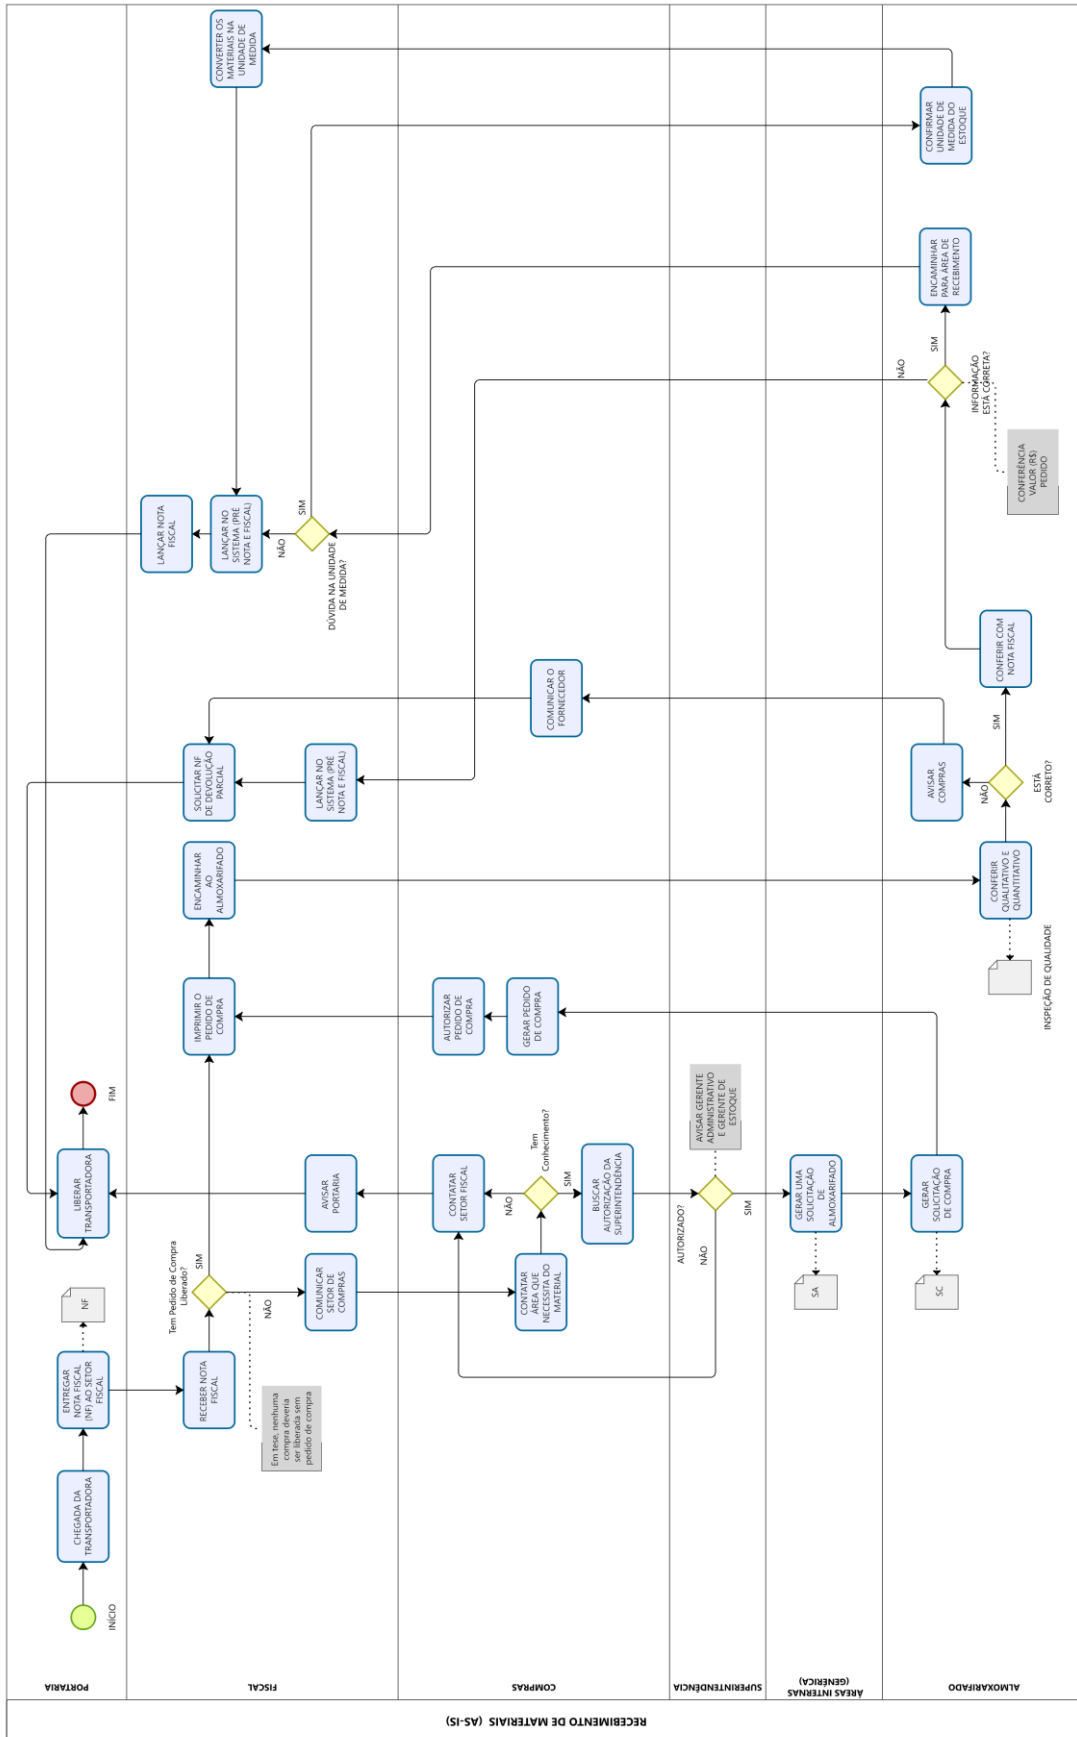 RECEBIMENTO DE MATERIAIS (AS-IS)
PORTARIA
INÍCIO
CHEGADA DA
TRANSPORTADORA
ENTREGAR
NOTA FISCAL
(NF) AO SETOR
FISCAL
NF
LIBERAR
TRANSPORTADORA
FIM
FISCAL
RECEBER NOTA
FISCAL
Em tese, nenhuma
compra deveria
ser liberada sem
pedido de compra
Tem Pedido de Compra
Liberado?
SIM
NÃO
COMUNICAR
SETOR DE
COMPRAS
AVISAR
PORTARIA
IMPRIMIR O
PEDIDO DE
COMPRA
ENCAMINHAR
AO
ALMOXARIFADO
SOLICITAR NF
DE DEVOLUÇÃO
PARCIAL
LANÇAR NO
SISTEMA (PRÉ
NOTA E FISCAL)
LANÇAR NOTA
FISCAL
LANÇAR NO
SISTEMA (PRÉ
NOTA E FISCAL)
NÃO
SIM
DÚVIDA NA UNIDADE
DE MEDIDA?
CONVERTER OS
MATERIAIS NA
UNIDADE DE
MEDIDA
COMPRAS
CONTATAR
ÁREA QUE
NECESSITA DO
MATERIAL
CONTATAR
SETOR FISCAL
NÃO
Tem
Conhecimento?
SIM
BUSCAR
AUTORIZAÇÃO DA
SUPERINTENDÊNCIA
AUTORIZAR
PEDIDO DE
COMPRA
GERAR PEDIDO
DE COMPRA
COMUNICAR O
FORNECEDOR
SUPERINTENDÊNCIA
AUTORIZADO?
NÃO
SIM
AVISAR GERENTE
ADMINISTRATIVO
E GERENTE DE
ESTOQUE
ÁREAS INTERNAS
(GENÉRICA)
GERAR UMA
SOLICITAÇÃO
DE
ALMOXARIFADO
SA
ALMOXARIFADO
GERAR
SOLICITAÇÃO
DE COMPRA
SC
INSPEÇÃO DE QUALIDADE
CONFERIR
QUALITATIVO E
QUANTITATIVO
ESTÁ
CORRETO?
NÃO
SIM
AVISAR
COMPRAS
CONFERIR COM
NOTA FISCAL
CONFERÊNCIA
VALOR (R$)
PEDIDO
INFORMAÇÃO
ESTÁ CORRETA?
NÃO
SIM
ENCAMINHAR
PARA ÁREA DE
RECEBIMENTO
CONFIRMAR
UNIDADE DE
MEDIDA DO
ESTOQUE